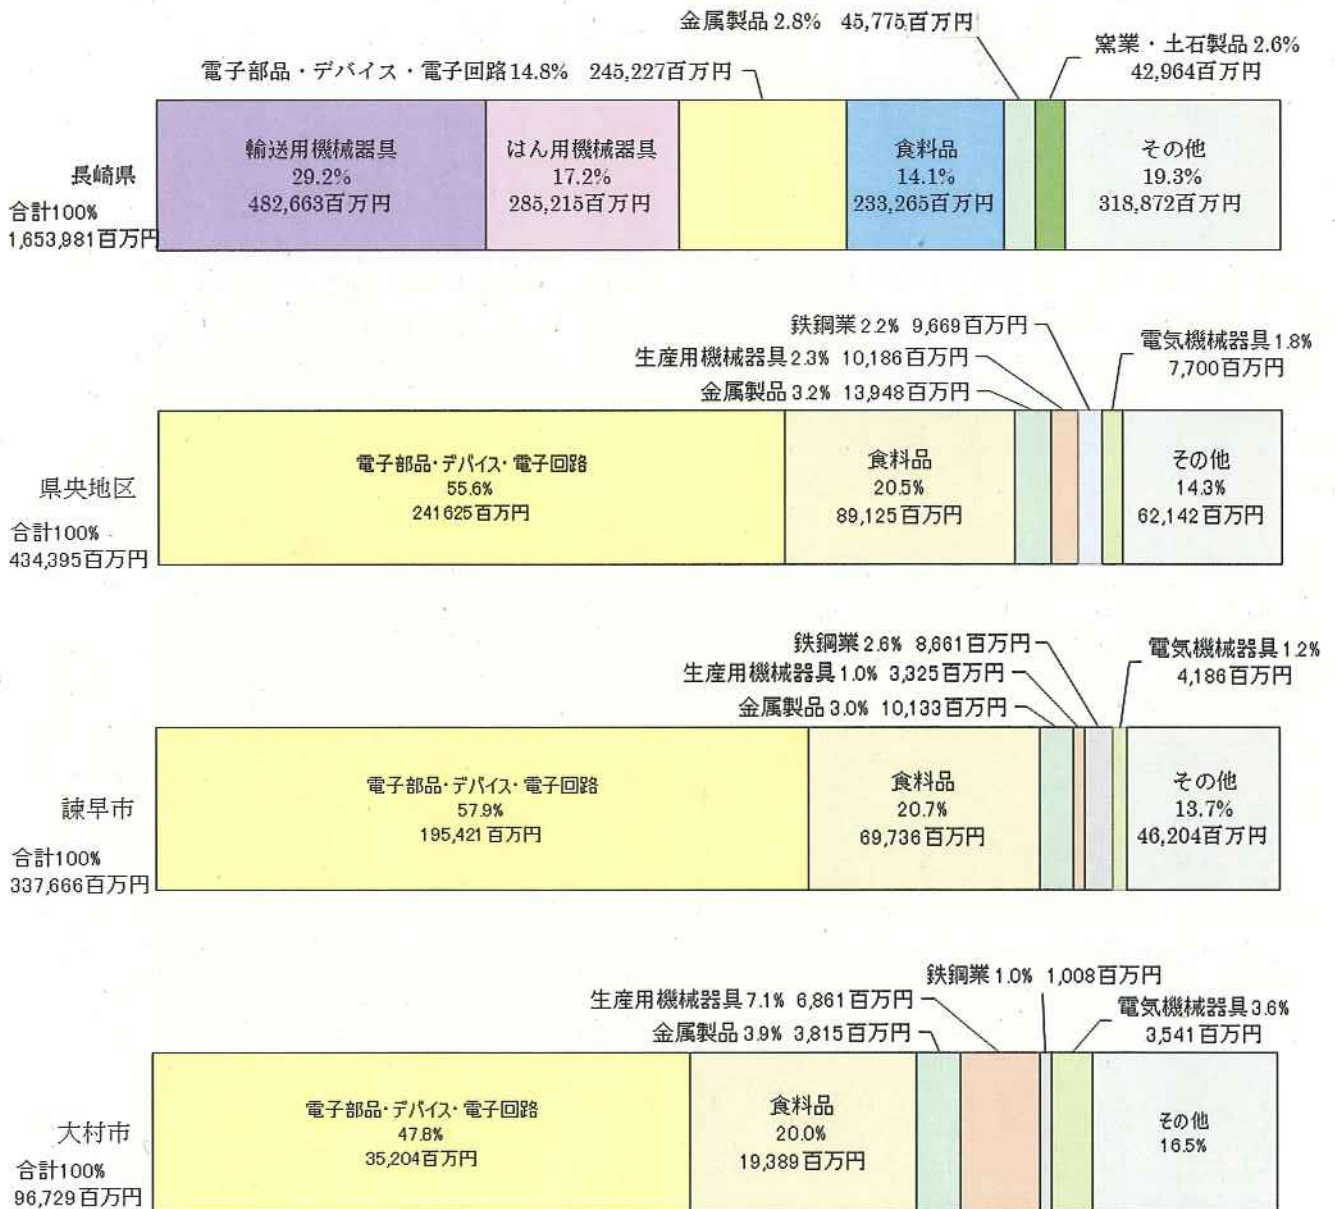 金属製品 2.8% 45,775百万円
窯業・土石製品 2.6%
42,964百万円
電子部品・デバイス・電子回路14.8% 245,227百万円
長崎県
合計100%
1,653,981百万円
輸送用機械器具
29.2%
482,663百万円
はん用機械器具
17.2%
285,215百万円
食料品
14.1%
233,265百万円
その他
19.3%
318,872百万円
鉄鋼業2.2% 9,669百万円
電気機械器具1.8%
7,700百万円
生産用機械器具2.3% 10,186百万円
金属製品 3.2% 13,948百万円
県央地区
合計100%
434,395百万円
電子部品・デバイス・電子回路
55.6%
241625百万円
食料品
20.5%
89,125百万円
その他
14.3%
62,142百万円
鉄鋼業2.6% 8,661百万円
電気機械器具1.2%
4,186百万円
生産用機械器具1.0% 3,325百万円
金属製品 3.0% 10,133百万円
諫早市
合計100%
337,666百万円
電子部品・デバイス・電子回路
57.9%
195,421百万円
食料品
20.7%
69,736百万円
その他
13.7%
46,204百万円
鉄鋼業1.0% 1,008百万円
生産用機械器具7.1% 6,861百万円
電気機械器具3.6%
3,541百万円
金属製品 3.9% 3,815百万円
大村市
合計100%
96,729百万円
電子部品・デバイス・電子回路
47.8%
35,204百万円
食料品
20.0%
19,389百万円
その他
16.5%